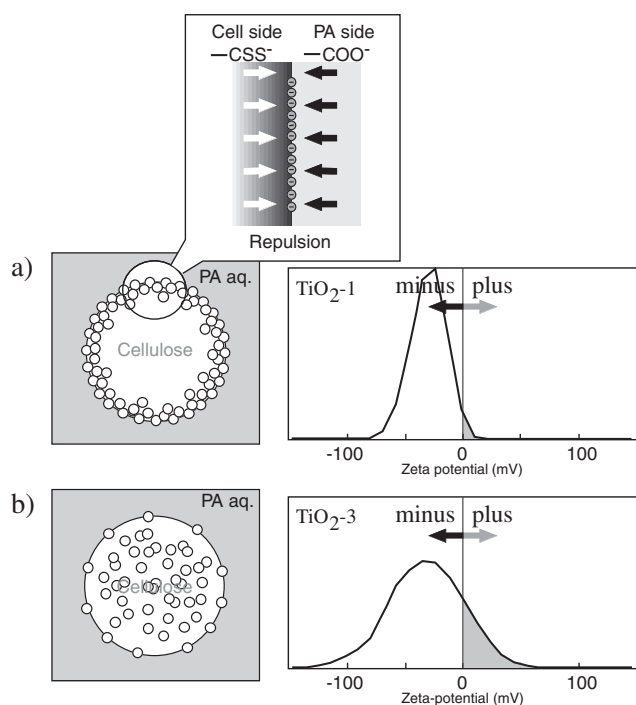 Cell side PA side
—CSS- —COO-
Repulsion
a)
PA aq.
Cellulose
TiO2-1
minus plus
-100 0 100
Zeta potential (mV)
b)
PA aq.
Cellulose
TiO2-3
minus plus
-100 0 100
Zeta-potential (mV)